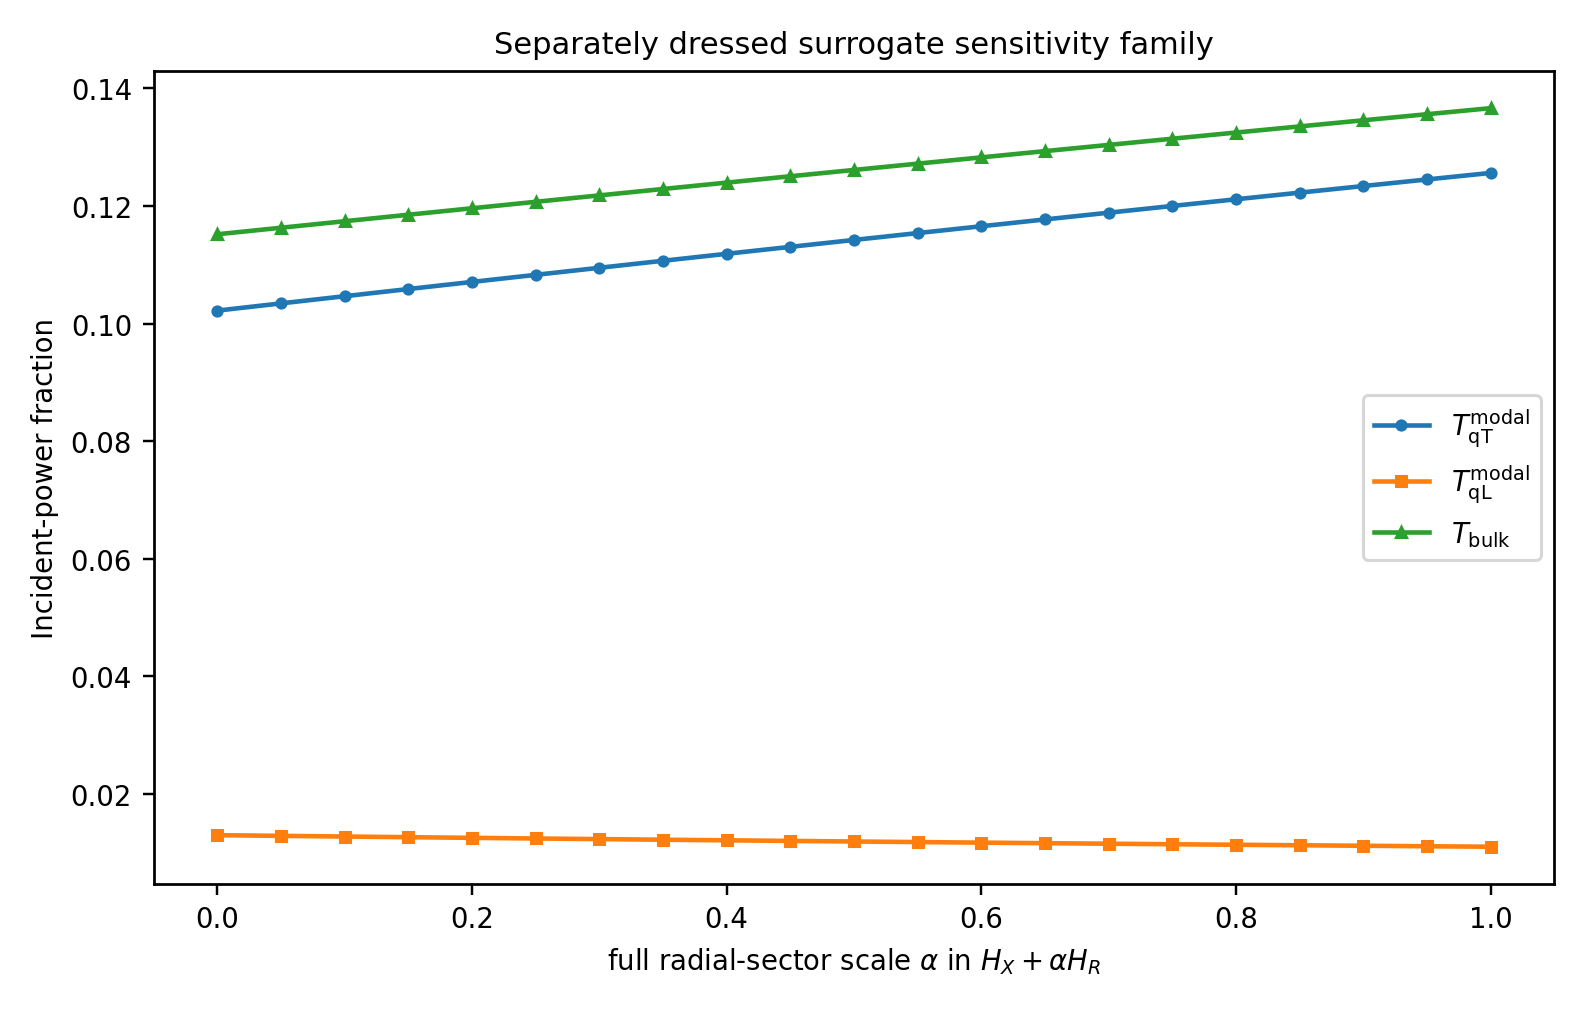 Separately dressed surrogate sensitivity family
Incident-power fraction
0.14
0.12
0.10
0.08
0.06
0.04
0.02
0.0 0.2 0.4 0.6 0.8 1.0
full radial-sector scale α in H_X + αH_R
T_qT^modal
T_qL^modal
T_bulk